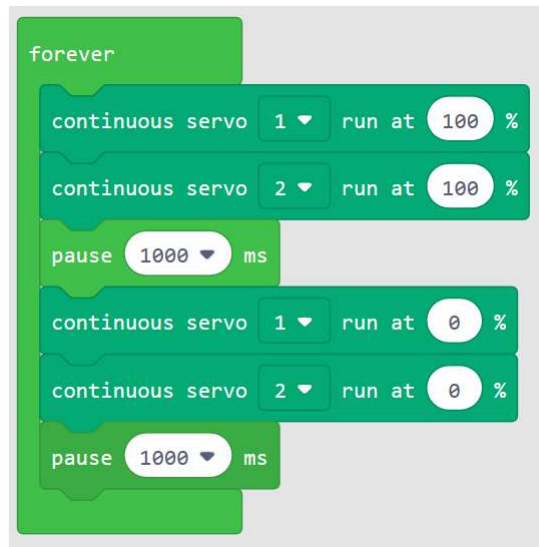 forever
continuous servo 1 run at 100 %
continuous servo 2 run at 100 %
pause 1000 ms
continuous servo 1 run at 0 %
continuous servo 2 run at 0 %
pause 1000 ms